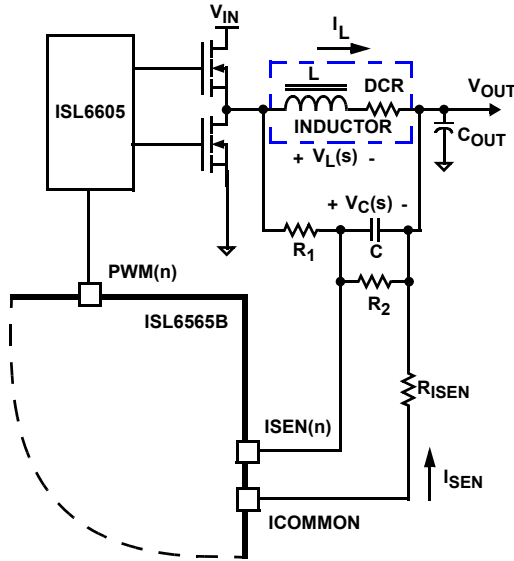 V_IN
I_L
L
DCR
V_OUT
ISL6605
INDUCTOR
C_OUT
+ V_L(s) -
+ V_C(s) -
R_1
C
PWM(n)
R_2
ISL6565B
R_ISEN
ISEN(n)
I_SEN
ICOMMON